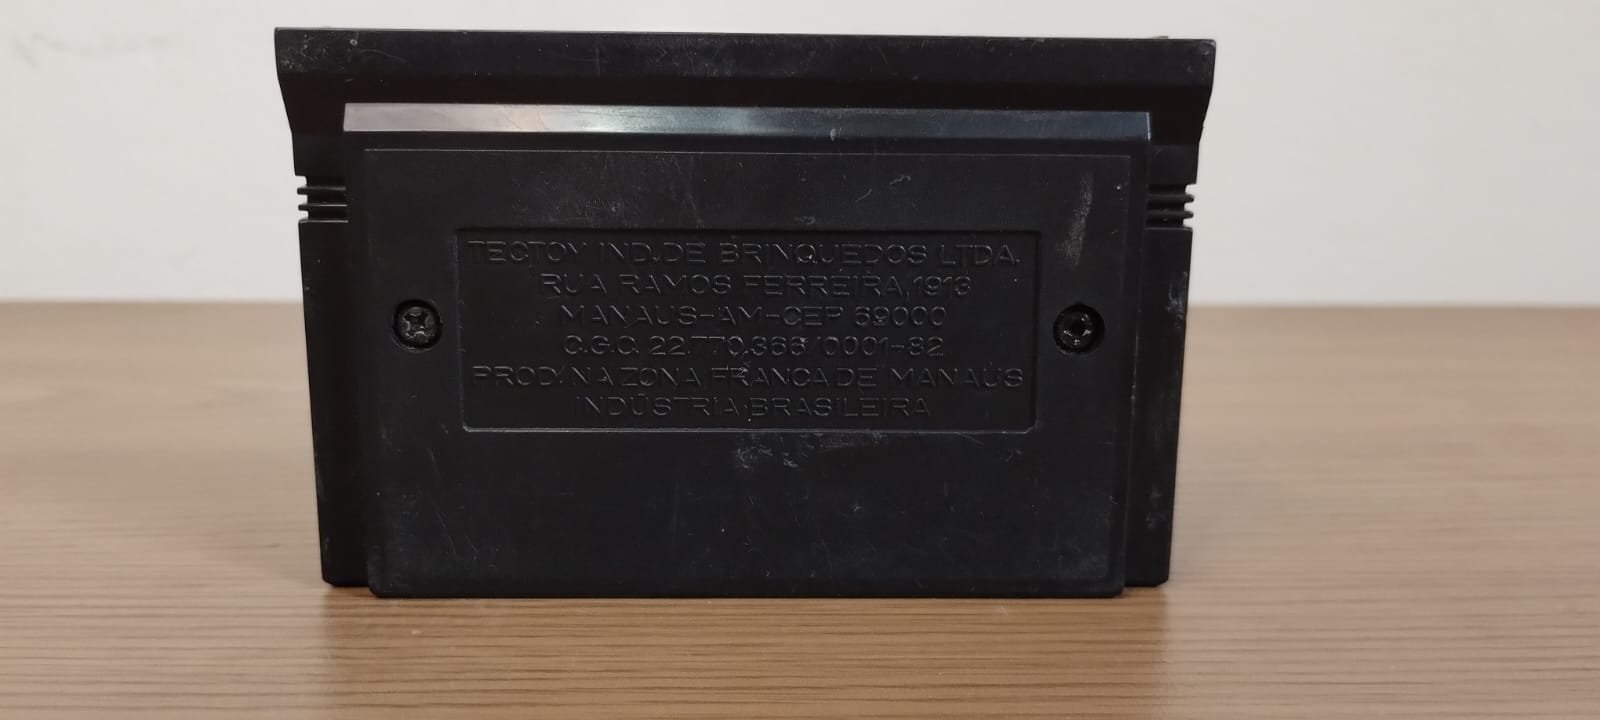 TECTOY IND. DE BRINQUEDOS LTDA.
RUA RAMOS FERREIRA, 1913
MANAUS-AM-CEP 69000
C.G.C. 22.770.366/0001-82
PROD. NA ZONA FRANCA DE MANAUS
INDÚSTRIA BRASILEIRA